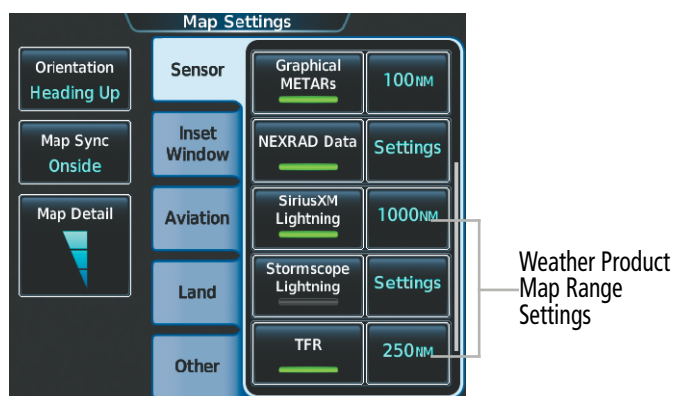 Map Settings
Orientation
Heading Up
Map Sync
Onside
Map Detail
Sensor
Inset
Window
Aviation
Land
Other
Graphical
METARs
100NM
NEXRAD Data
Settings
SiriusXM
Lightning
1000NM
Stormscope
Lightning
Settings
TFR
250NM
Weather Product
Map Range
Settings